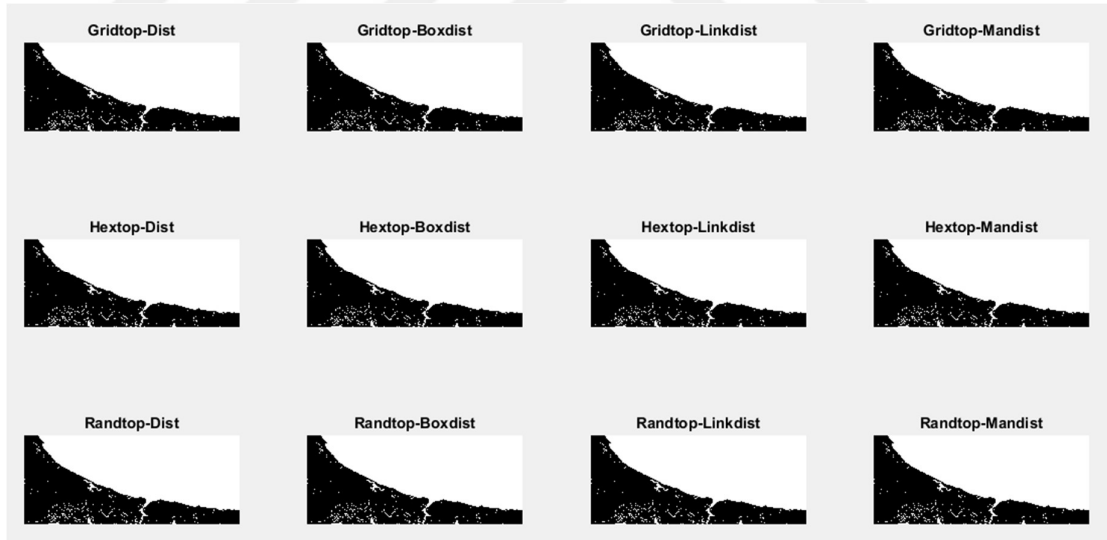 Gridtop-Dist
Gridtop-Boxdist
Gridtop-Linkdist
Gridtop-Mandist
Hextop-Dist
Hextop-Boxdist
Hextop-Linkdist
Hextop-Mandist
Randtop-Dist
Randtop-Boxdist
Randtop-Linkdist
Randtop-Mandist